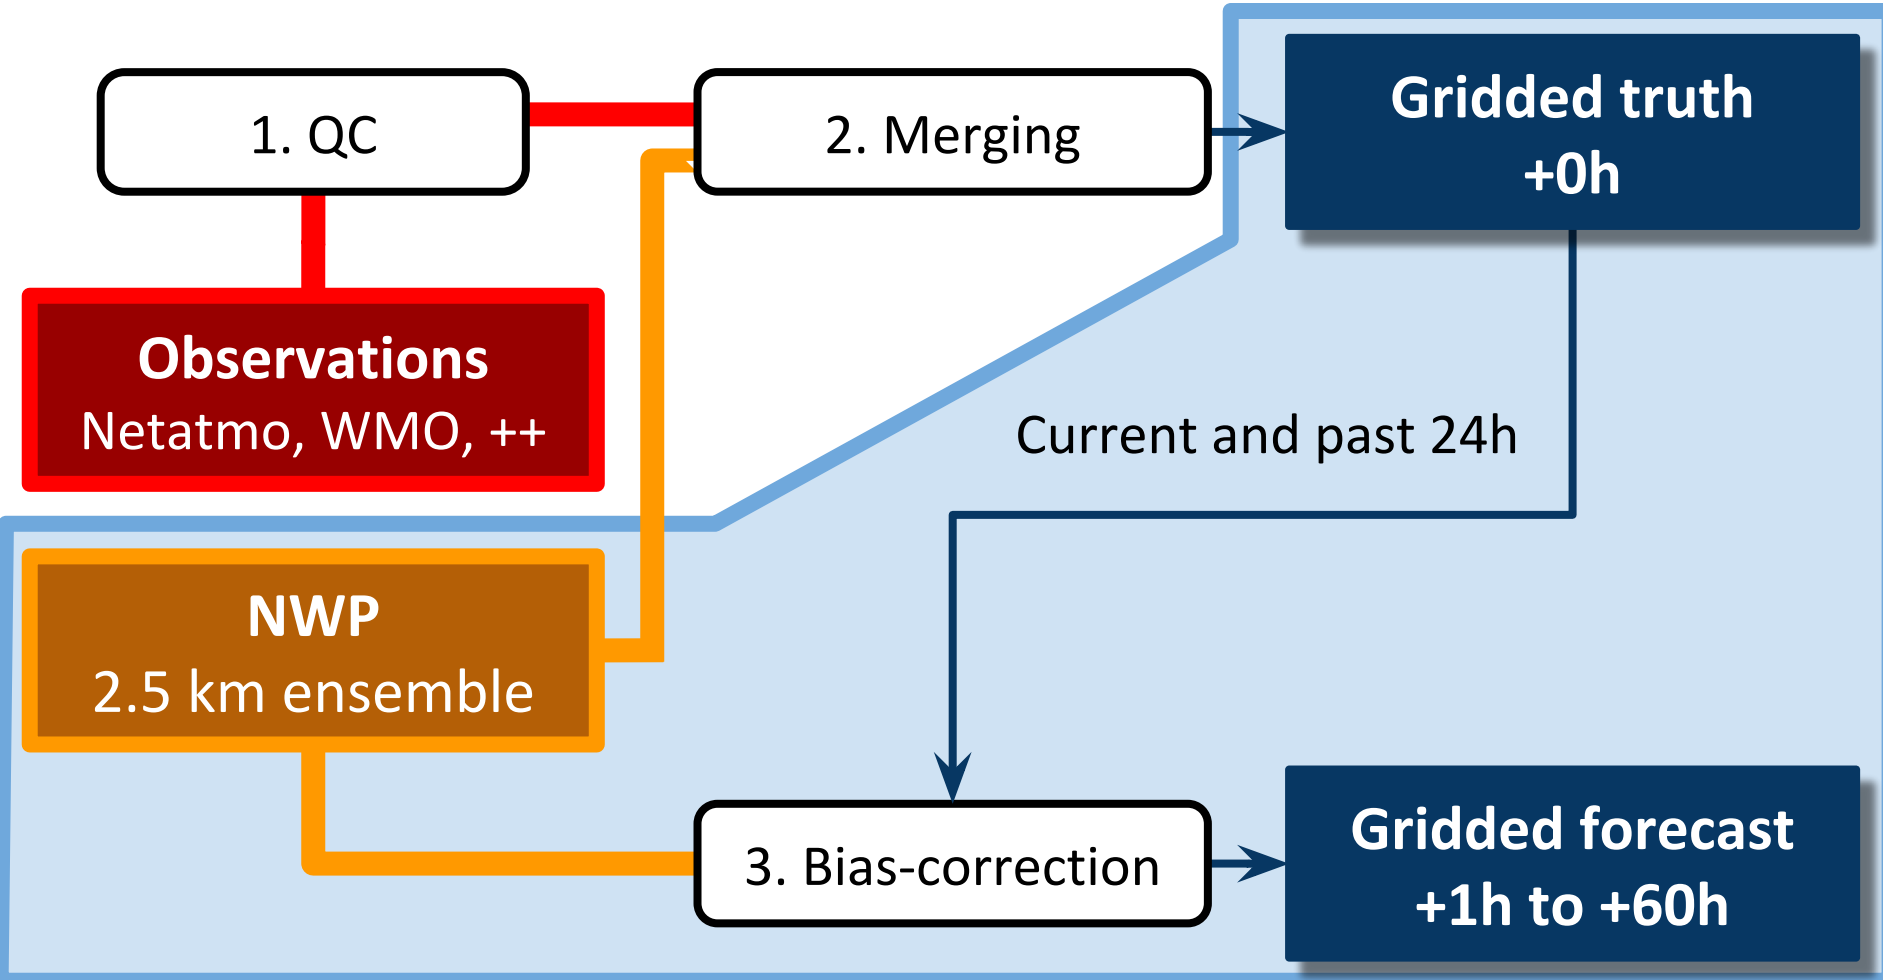 1. QC
2. Merging
Gridded truth
+0h
Observations
Netatmo, WMO, ++
Current and past 24h
NWP
2.5 km ensemble
3. Bias-correction
Gridded forecast
+1h to +60h